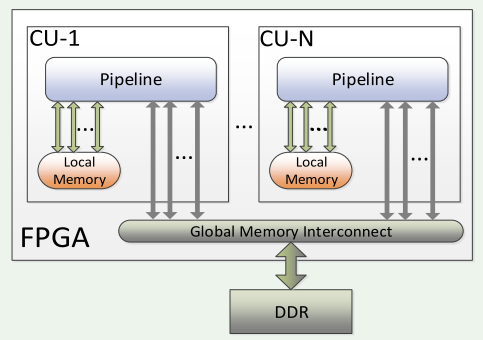 CU-1
CU-N
Pipeline
Pipeline
...
...
...
Local
Memory
...
Local
Memory
...
FPGA
Global Memory Interconnect
DDR